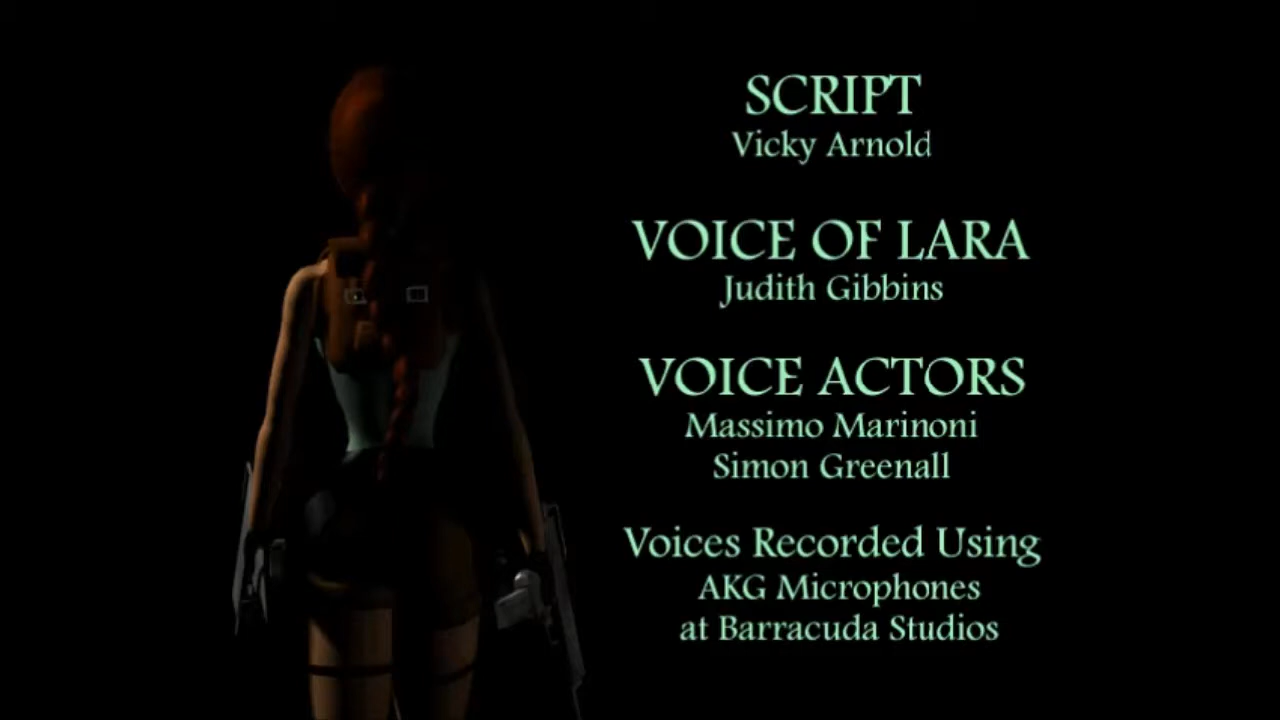 SCRIPT
Vicky Arnold
VOICE OF LARA
Judith Gibbins
VOICE ACTORS
Massimo Marinoni
Simon Greenall
Voices Recorded Using
AKG Microphones
at Barracuda Studios